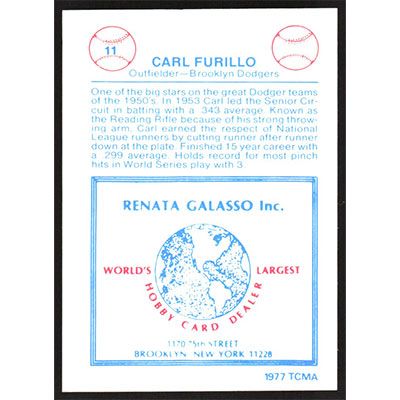 11
CARL FURILLO
Outfielder—Brooklyn Dodgers
One of the big stars on the great Dodger teams
of the 1950's. In 1953 Carl led the Senior Cir-
cuit in batting with a .343 average. Known as
the Reading Rifle because of his strong throw-
ing arm, Carl earned the respect of National
League runners by cutting runner after runner
down at the plate. Finished 15 year career with
a .299 average. Holds record for most pinch
hits in World Series play with 3.
RENATA GALASSO Inc.
WORLD'S LARGEST
HOBBY CARD DEALER
1170 75th STREET
BROOKLYN, NEW YORK 11228
1977 TCMA